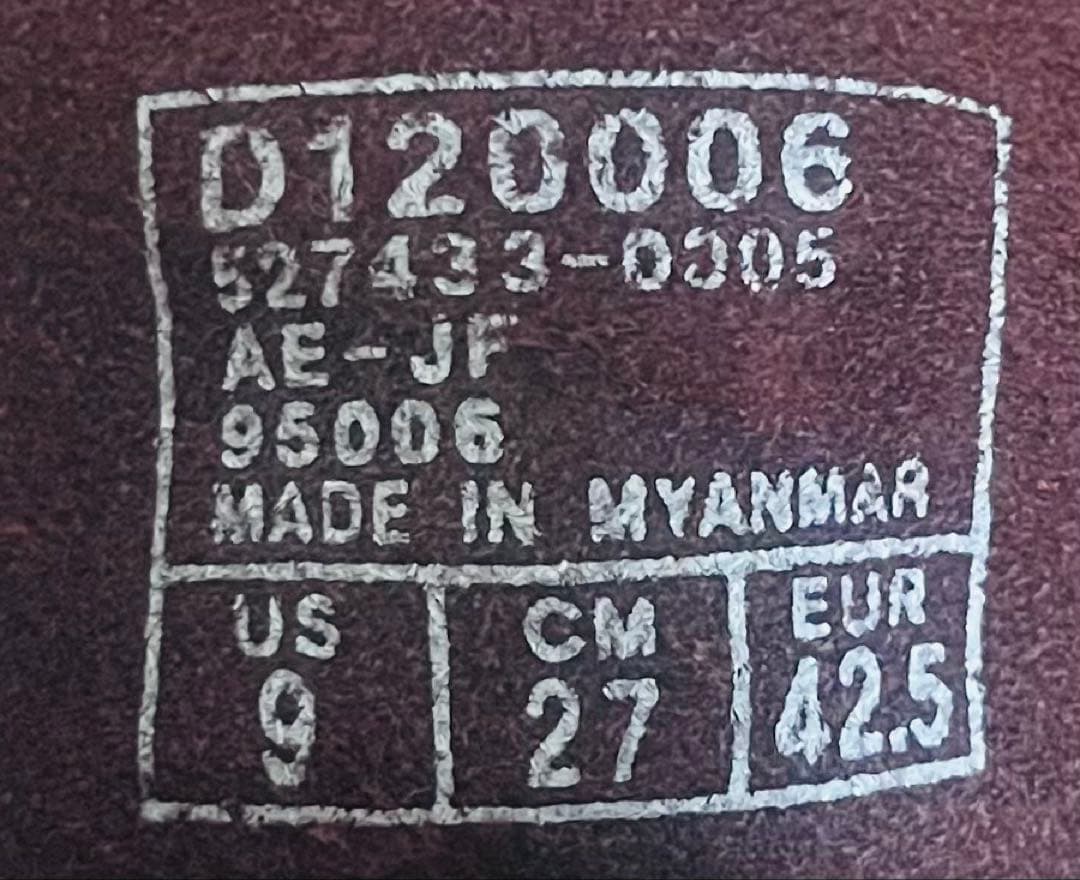 D120006
527433-0005
AE-JF
95006
MADE IN MYANMAR
US CM EUR
9 27 42.5